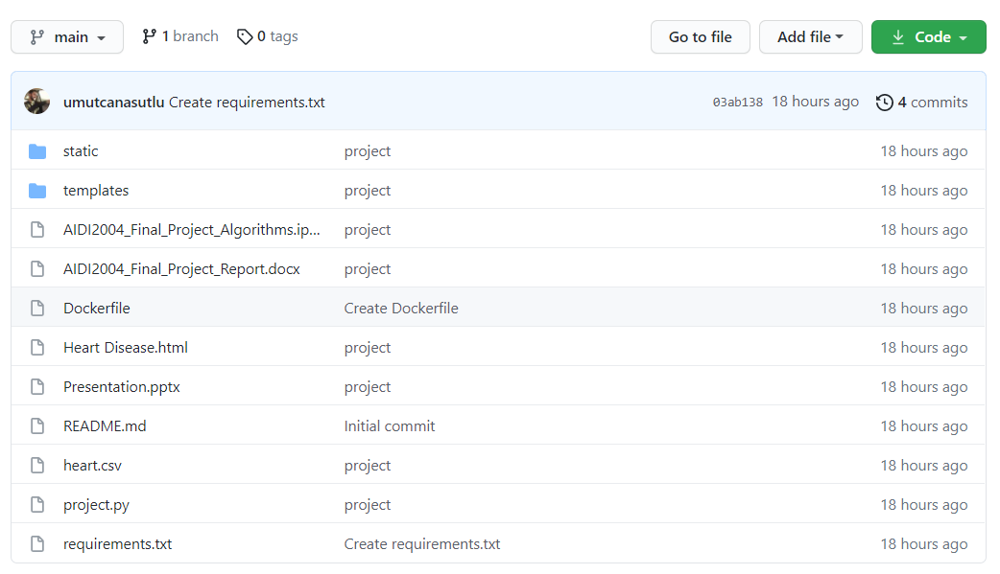 main 1 branch 0 tags Go to file Add file Code
umutcanasutlu Create requirements.txt 03ab138 18 hours ago 4 commits
static project 18 hours ago
templates project 18 hours ago
AIDI2004_Final_Project_Algorithms.ip... project 18 hours ago
AIDI2004_Final_Project_Report.docx project 18 hours ago
Dockerfile Create Dockerfile 18 hours ago
Heart Disease.html project 18 hours ago
Presentation.pptx project 18 hours ago
README.md Initial commit 18 hours ago
heart.csv project 18 hours ago
project.py project 18 hours ago
requirements.txt Create requirements.txt 18 hours ago